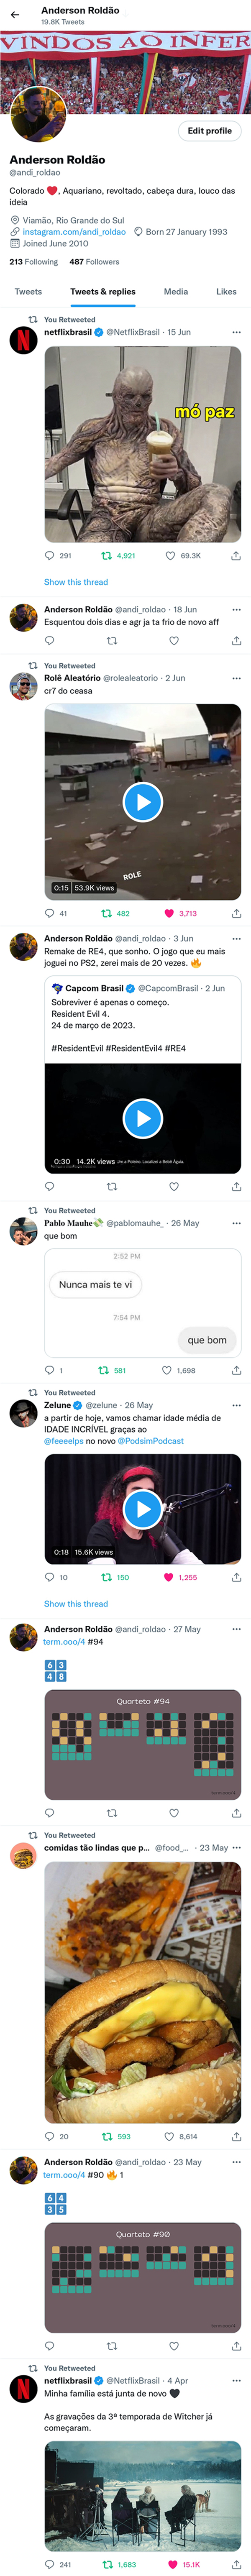 Anderson Roldão
19.8K Tweets
VINDOS AO INFER
Edit profile
Anderson Roldão
@andi_roldao
Colorado ❤️, Aquariano, revoltado, cabeça dura, louco das
ideia
Viamão, Rio Grande do Sul
instagram.com/andi_roldao Born 27 January 1993
Joined June 2010
213 Following 487 Followers
Tweets Tweets & replies Media Likes
You Retweeted
netflixbrasil @NetflixBrasil · 15 Jun
mó paz
291 4,921 69.3K
Show this thread
Anderson Roldão @andi_roldao · 18 Jun
Esquentou dois dias e agr ja ta frio de novo aff
You Retweeted
Rolê Aleatório @rolealeatorio · 2 Jun
cr7 do ceasa
ROLE
0:15 53.9K views
41 482 3,713
Anderson Roldão @andi_roldao · 3 Jun
Remake de RE4, que sonho. O jogo que eu mais
joguei no PS2, zerei mais de 20 vezes. 🔥
Capcom Brasil @CapcomBrasil · 2 Jun
Sobreviver é apenas o começo.
Resident Evil 4.
24 de março de 2023.
#ResidentEvil #ResidentEvil4 #RE4
0:30 14.2K views
You Retweeted
Pablo Mauhe💸 @pablomauhe_ · 26 May
que bom
2:52 PM
Nunca mais te vi
7:54 PM
que bom
1 581 1,698
You Retweeted
Zelune @zelune · 26 May
a partir de hoje, vamos chamar idade média de
IDADE INCRÍVEL graças ao
@feeeelps no novo @PodsimPodcast
0:18 15.6K views
10 150 1,255
Show this thread
Anderson Roldão @andi_roldao · 27 May
term.ooo/4 #94
6️⃣3️⃣
4️⃣8️⃣
Quarteto #94
You Retweeted
comidas tão lindas que p... @food_... · 23 May
20 593 8,614
Anderson Roldão @andi_roldao · 23 May
term.ooo/4 #90 🔥 1
6️⃣4️⃣
3️⃣5️⃣
Quarteto #90
You Retweeted
netflixbrasil @NetflixBrasil · 4 Apr
Minha família está junta de novo 🖤
As gravações da 3ª temporada de Witcher já
começaram.
241 1,683 15.1K